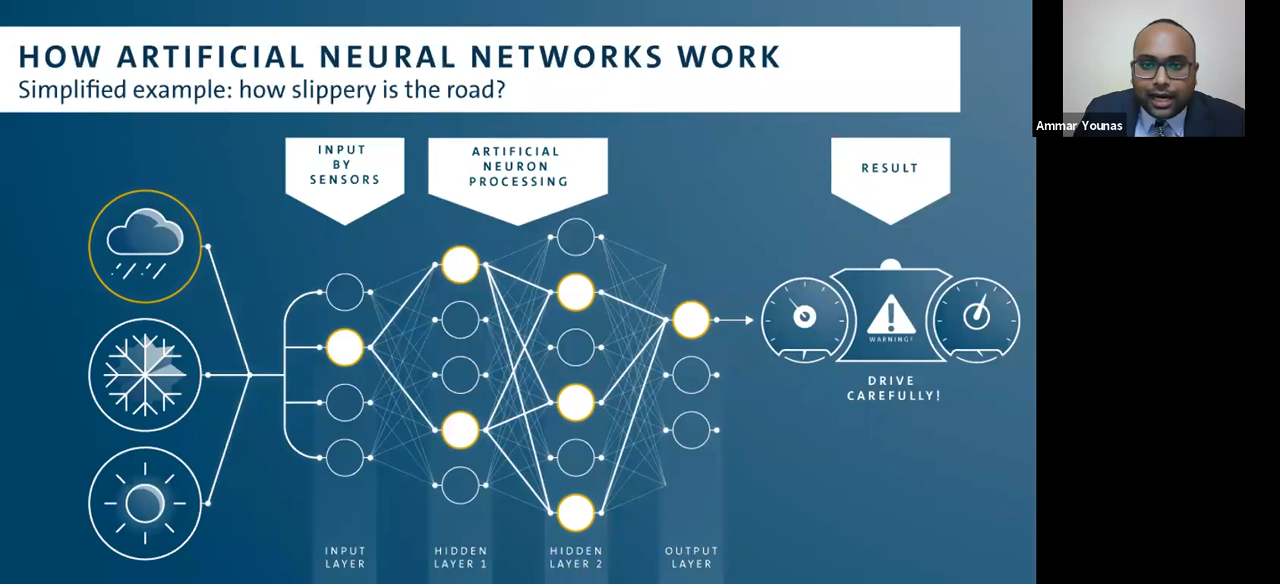 HOW ARTIFICIAL NEURAL NETWORKS WORK
Simplified example: how slippery is the road?
INPUT
BY
SENSORS
ARTIFICIAL
NEURON
PROCESSING
RESULT
WARNING!
DRIVE
CAREFULLY!
INPUT
LAYER
HIDDEN
LAYER 1
HIDDEN
LAYER 2
OUTPUT
LAYER
Ammar Younas